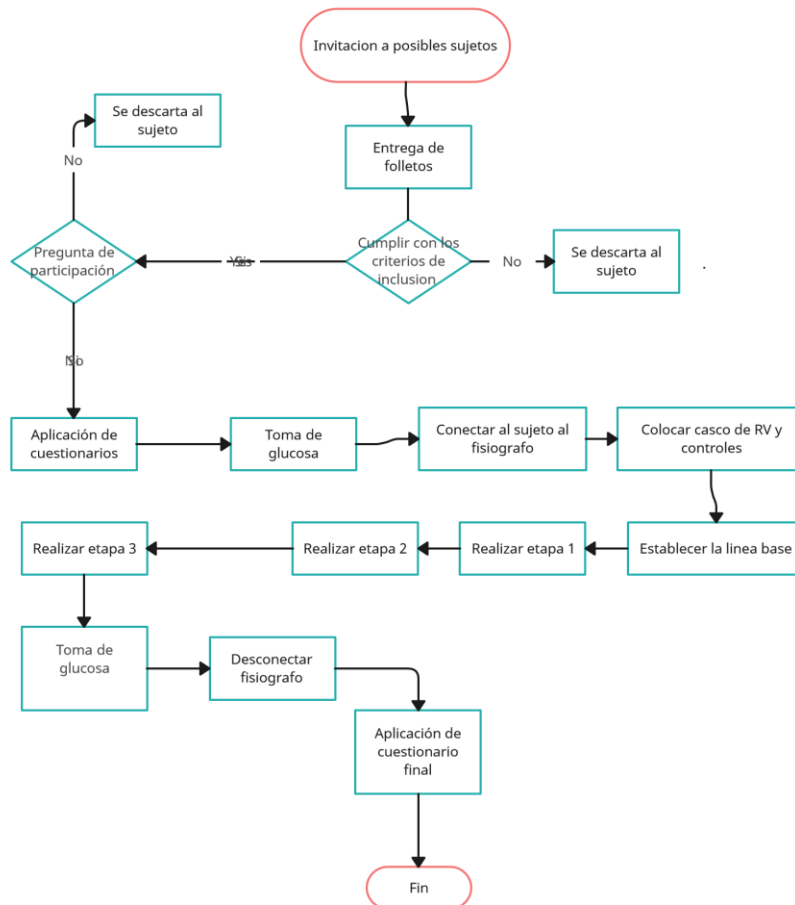 Invitacion a posibles sujetos
Se descarta al
sujeto
Entrega de
folletos
No
Pregunta de
participación
Cumplir con los
criterios de
inclusion
No
Se descarta al
sujeto
.
Aplicación de
cuestionarios
Toma de
glucosa
Conectar al sujeto al
fisiografo
Colocar casco de RV y
controles
Realizar etapa 3
Realizar etapa 2
Realizar etapa 1
Establecer la linea base
Toma de
glucosa
Desconectar
fisiografo
Aplicación de
cuestionario
final
Fin